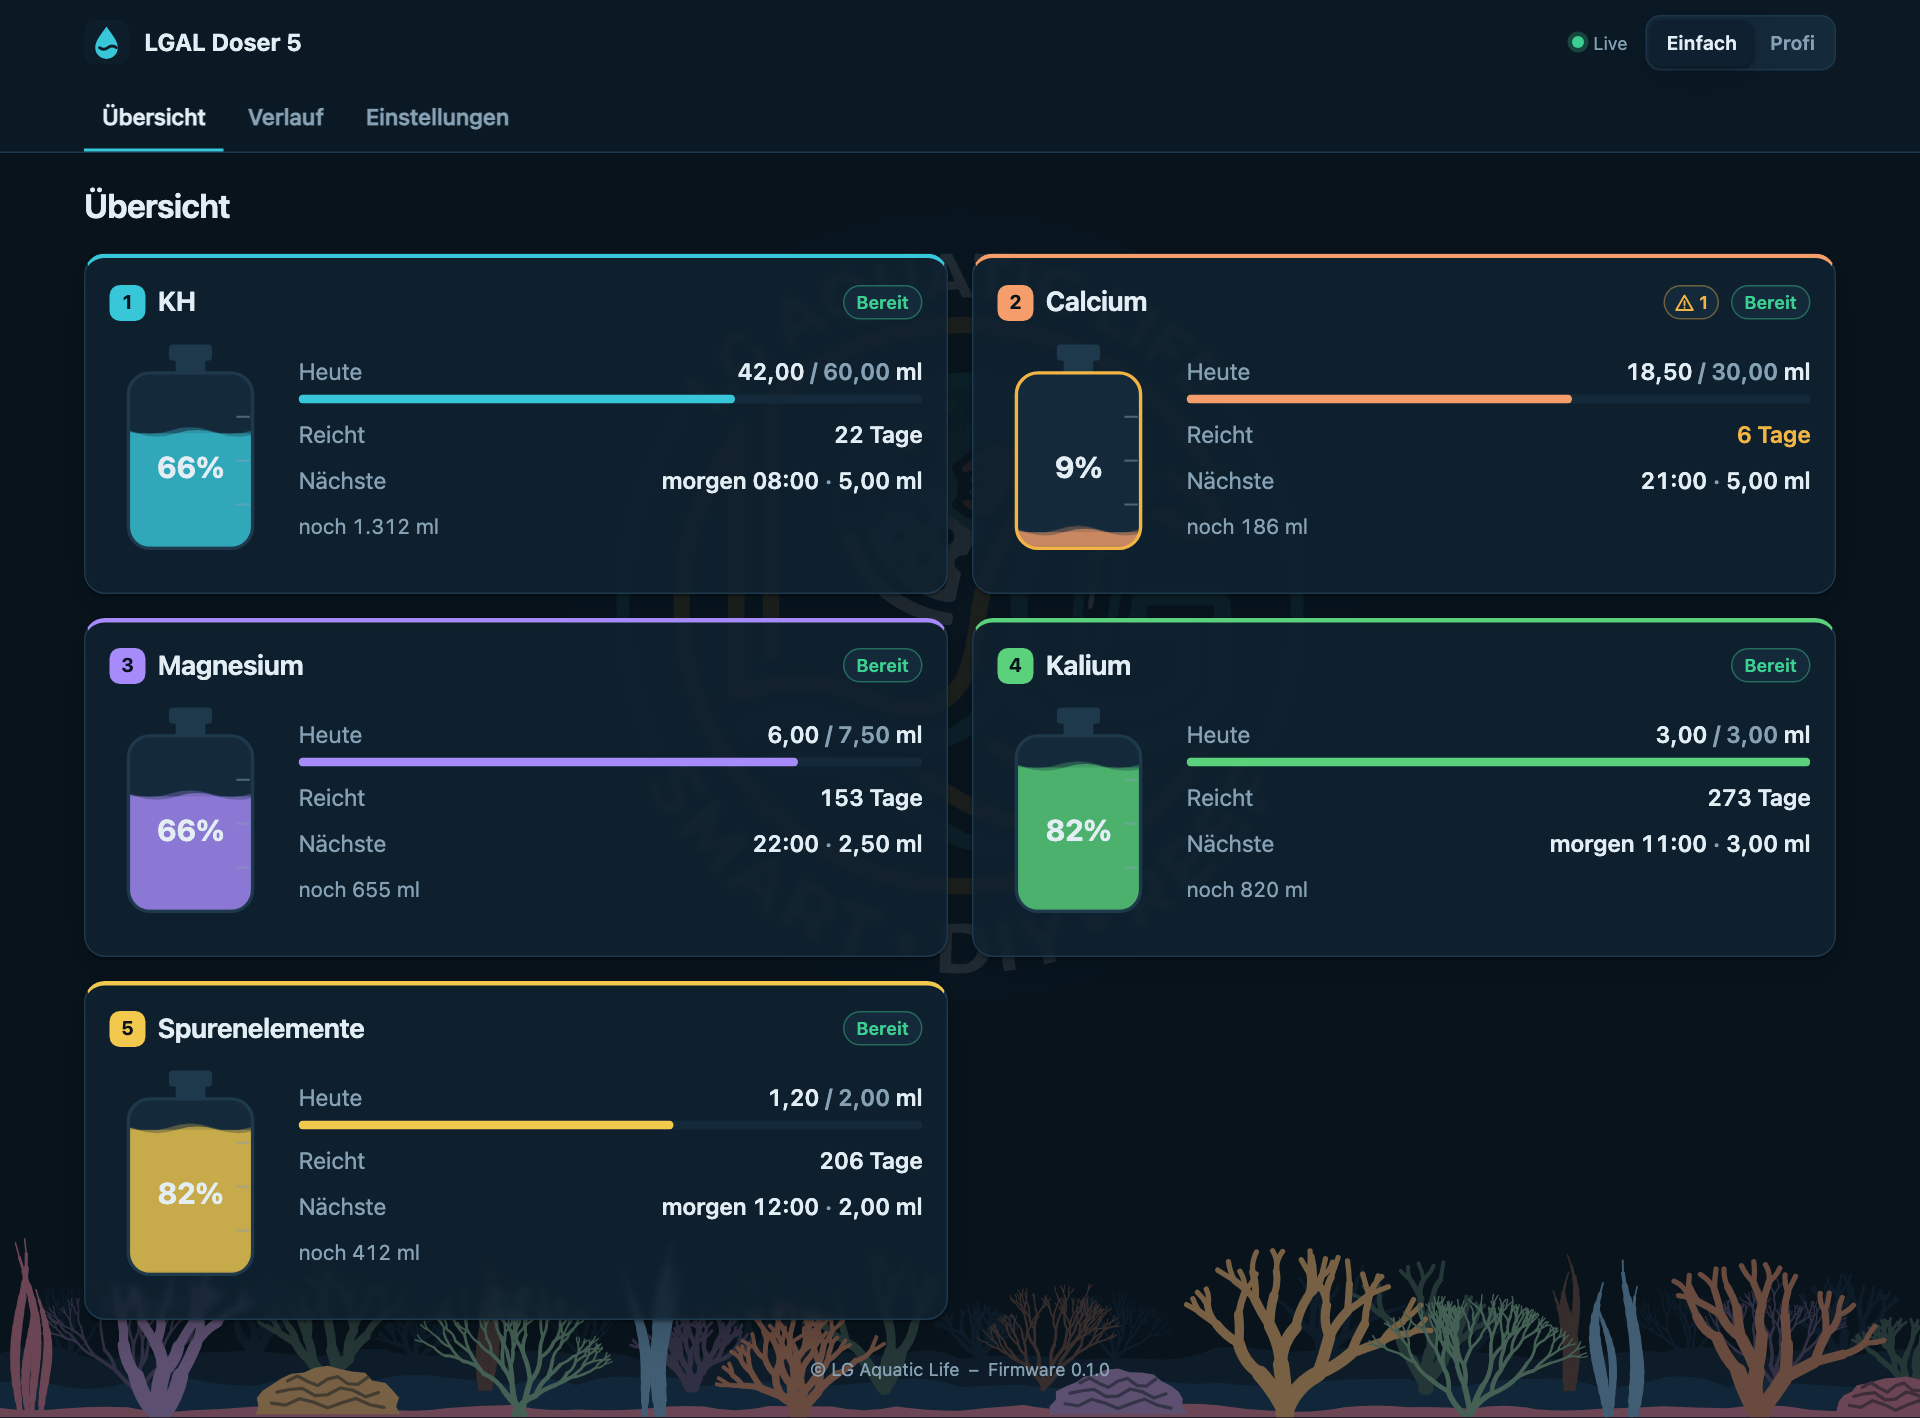 LGAL Doser 5
Live
Einfach
Profi
Übersicht
Verlauf
Einstellungen
Übersicht
1 KH
Bereit
66%
Heute 42,00 / 60,00 ml
Reicht 22 Tage
Nächste morgen 08:00 · 5,00 ml
noch 1.312 ml
2 Calcium
⚠ 1
Bereit
9%
Heute 18,50 / 30,00 ml
Reicht 6 Tage
Nächste 21:00 · 5,00 ml
noch 186 ml
3 Magnesium
Bereit
66%
Heute 6,00 / 7,50 ml
Reicht 153 Tage
Nächste 22:00 · 2,50 ml
noch 655 ml
4 Kalium
Bereit
82%
Heute 3,00 / 3,00 ml
Reicht 273 Tage
Nächste morgen 11:00 · 3,00 ml
noch 820 ml
5 Spurenelemente
Bereit
82%
Heute 1,20 / 2,00 ml
Reicht 206 Tage
Nächste morgen 12:00 · 2,00 ml
noch 412 ml
SMART · DIY
© LG Aquatic Life – Firmware 0.1.0